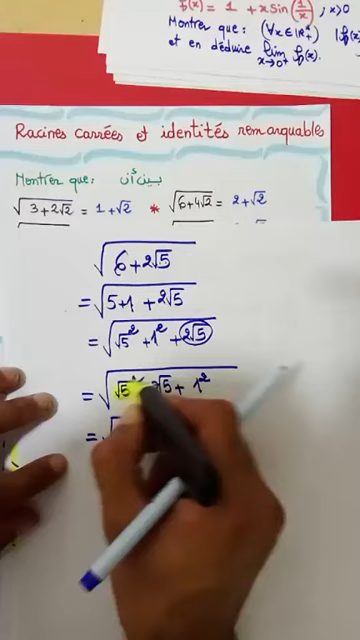 f(x) = 1 + x sin(1/x) ; x>0
Montrer que : (∀x ∈ ℝ*₊) |f(x)
et en déduire lim f(x).
x→0⁺
Racines carrées et identités remarquables
Montrer que: بين أن
√(3+2√2) = 1+√2 * √(6+4√2) = 2+√2
√(6+2√5)
= √(5+1+2√5)
= √(√5² + 1² + 2√5)
= √(√5² 2√5 + 1²)
= √